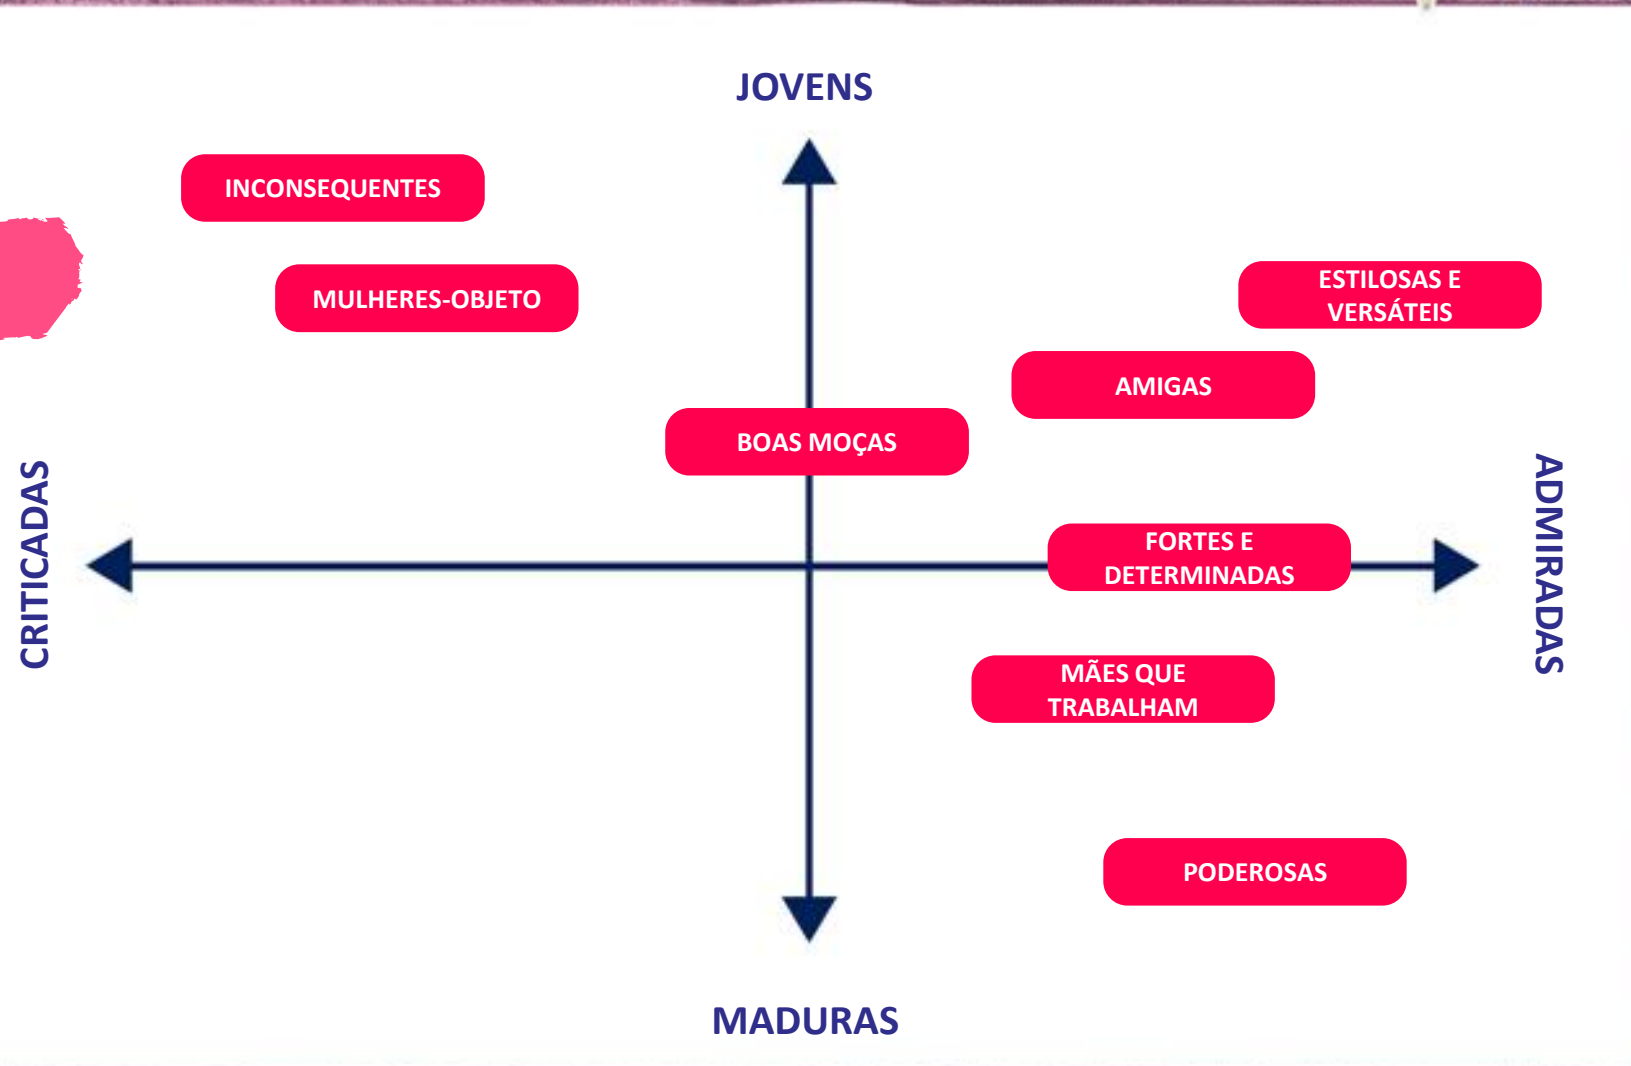 JOVENS
INCONSEQUENTES
MULHERES-OBJETO
ESTILOSAS E
VERSÁTEIS
AMIGAS
BOAS MOÇAS
CRITICADAS
ADMIRADAS
FORTES E
DETERMINADAS
MÃES QUE
TRABALHAM
PODEROSAS
MADURAS